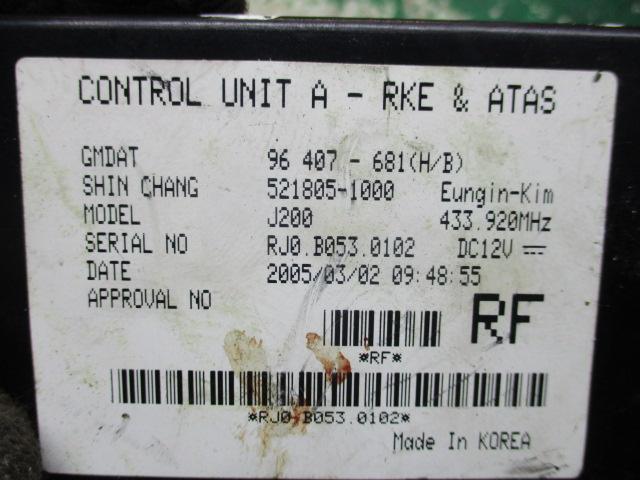 CONTROL UNIT A - RKE & ATAS
GMDAT 96 407 - 681(H/B)
SHIN CHANG 521805-1000 Eungin-Kim
MODEL J200 433.920MHz
SERIAL NO RJ0.B053.0102 DC12V ⎓
DATE 2005/03/02 09:48:55
APPROVAL NO
RF
*RF*
*RJ0.B053.0102*
Made In KOREA